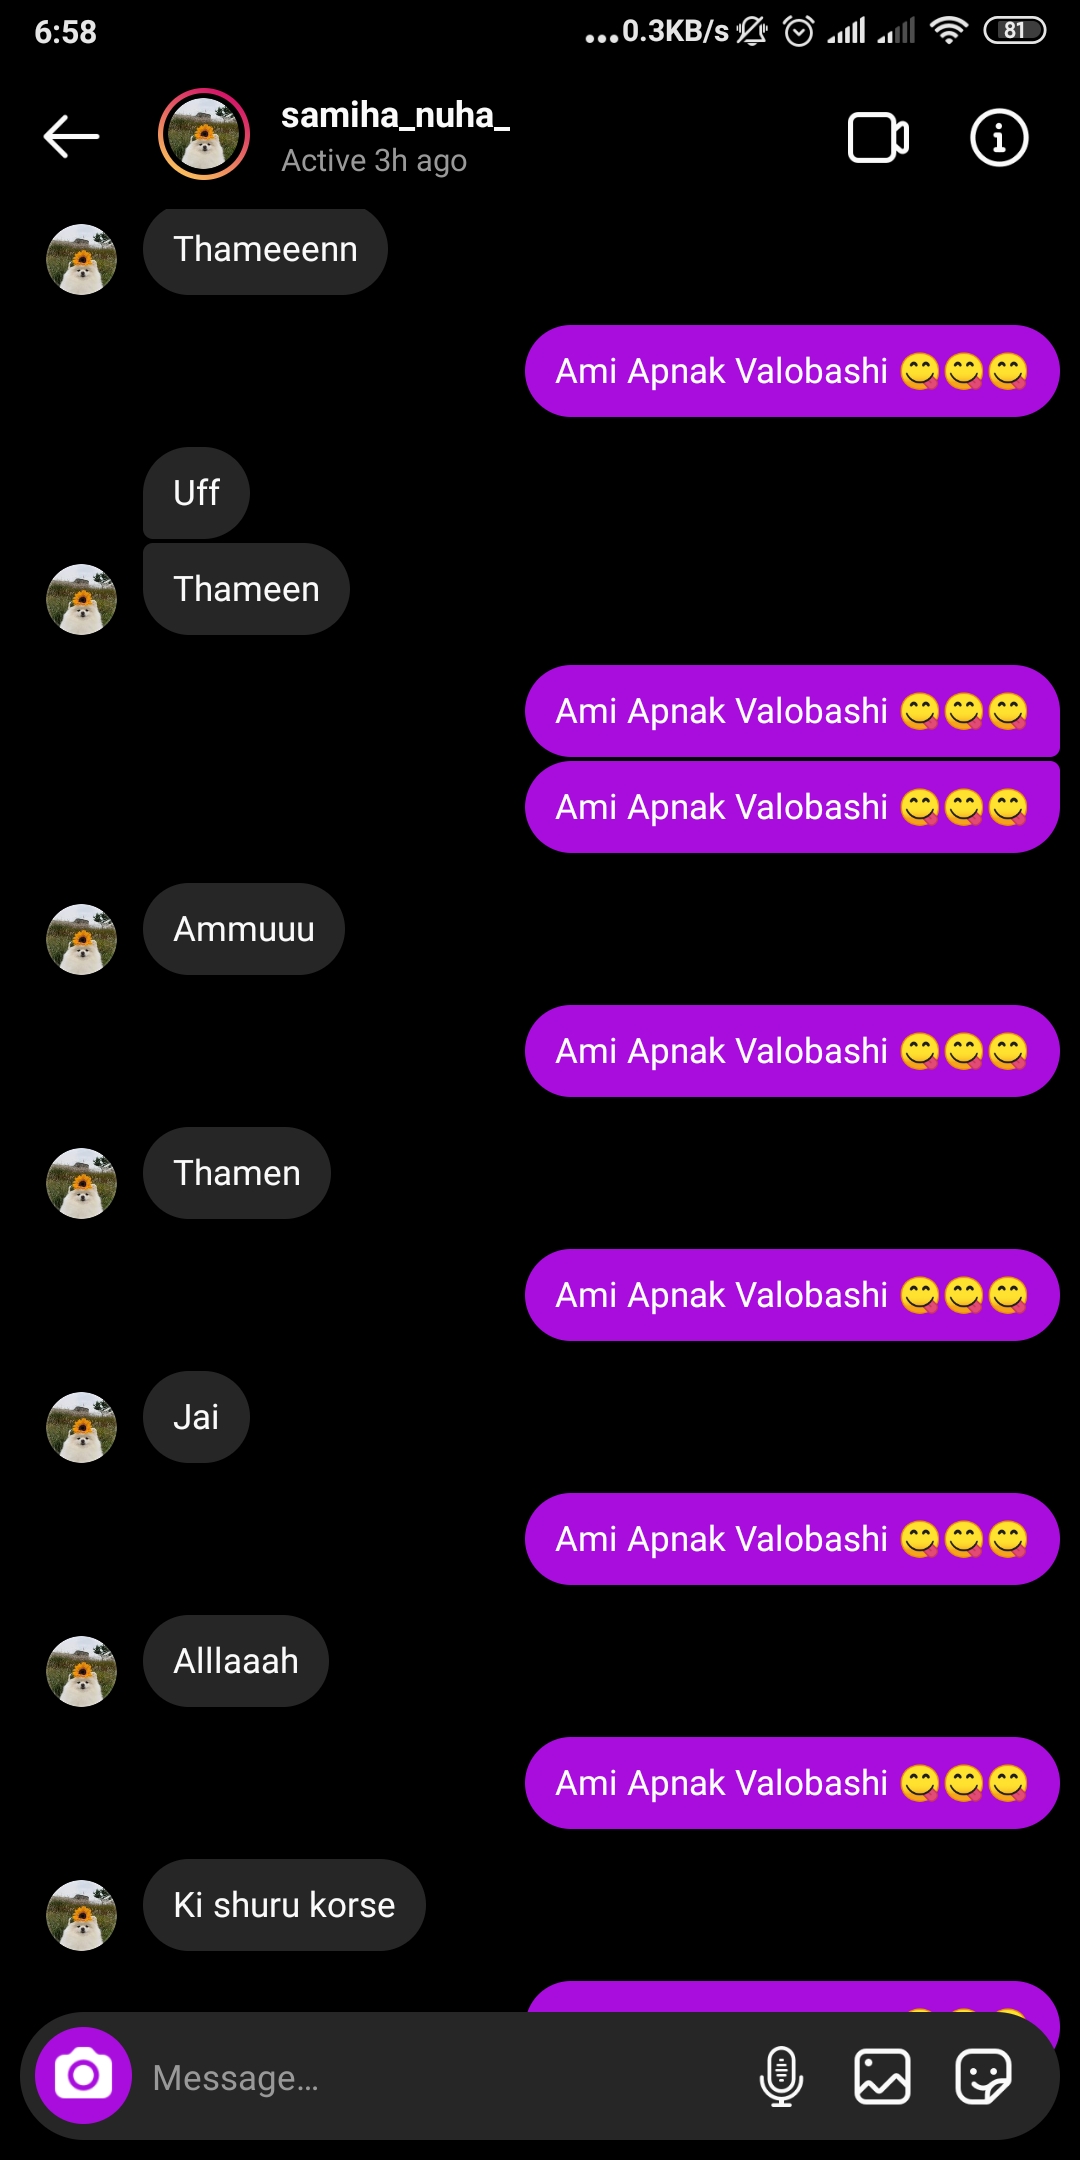 6:58
...0.3KB/s 81
samiha_nuha_
Active 3h ago
Thameeenn
Ami Apnak Valobashi 😋😋😋
Uff
Thameen
Ami Apnak Valobashi 😋😋😋
Ami Apnak Valobashi 😋😋😋
Ammuuu
Ami Apnak Valobashi 😋😋😋
Thamen
Ami Apnak Valobashi 😋😋😋
Jai
Ami Apnak Valobashi 😋😋😋
Alllaaah
Ami Apnak Valobashi 😋😋😋
Ki shuru korse
Message...